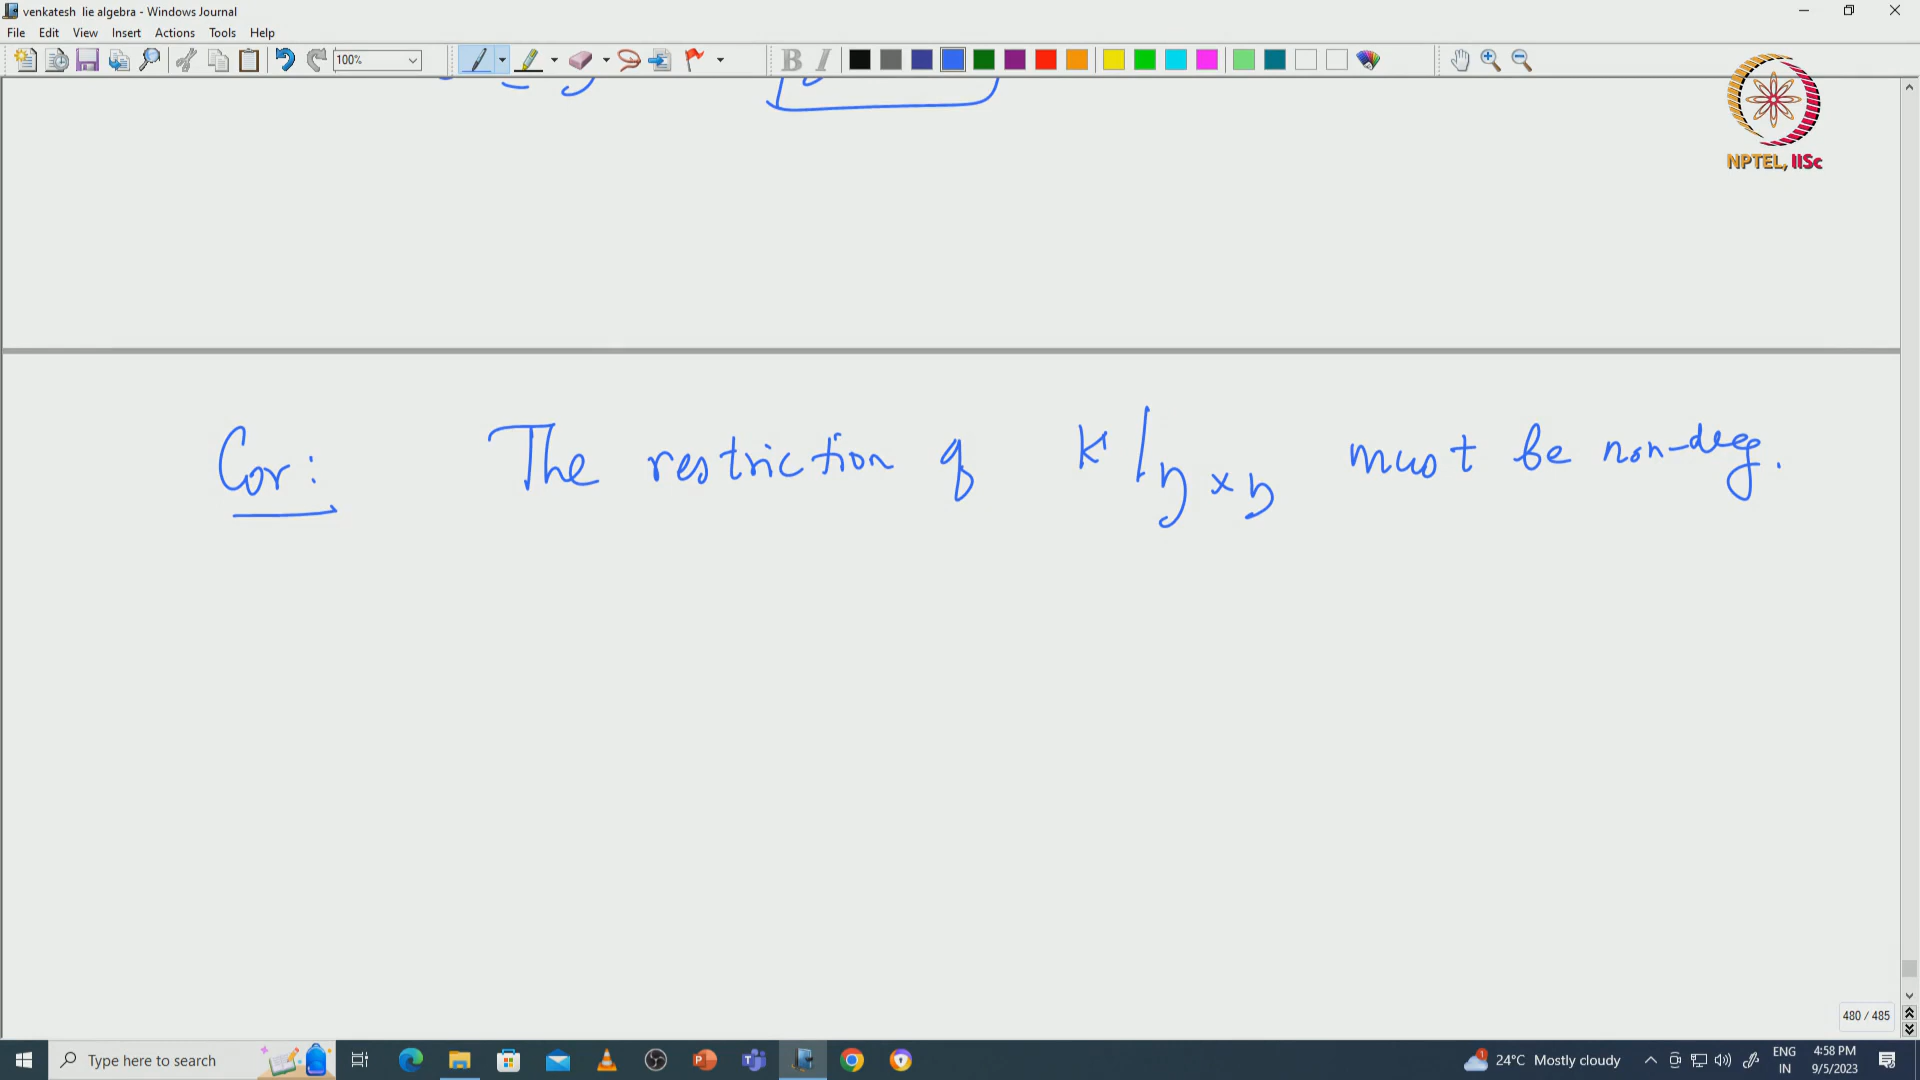 venkatesh lie algebra - Windows Journal
File Edit View Insert Actions Tools Help
100%
B I
NPTEL, IISc
Cor: The restriction of κ|𝔥 × 𝔥 must be non-deg.
480 / 485
Type here to search
24°C Mostly cloudy
ENG
IN
4:58 PM
9/5/2023